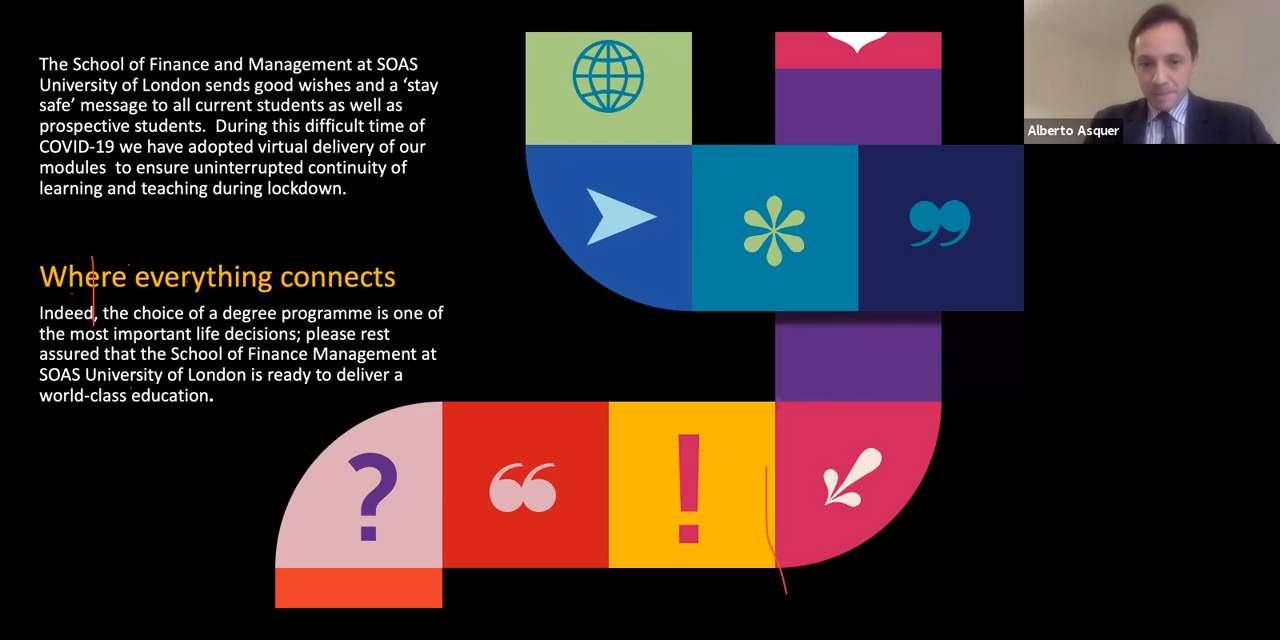 The School of Finance and Management at SOAS
University of London sends good wishes and a ‘stay
safe’ message to all current students as well as
prospective students.  During this difficult time of
COVID-19 we have adopted virtual delivery of our
modules  to ensure uninterrupted continuity of
learning and teaching during lockdown.
Where everything connects
Indeed, the choice of a degree programme is one of
the most important life decisions; please rest
assured that the School of Finance Management at
SOAS University of London is ready to deliver a
world-class education.
Alberto Asquer
*
”
?
“
!